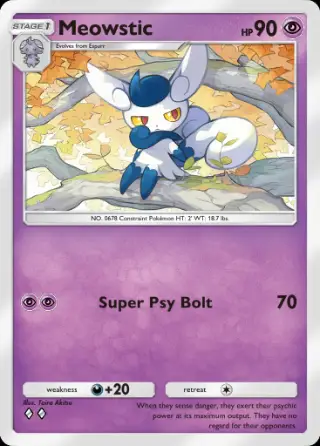 STAGE 1
Meowstic
HP 90
Evolves from Espurr
NO. 0678 Constraint Pokémon HT: 2' WT: 18.7 lbs.
Super Psy Bolt 70
weakness +20 retreat
Illus. Taira Akitsu
When they sense danger, they exert their psychic
power at its maximum output. They have no
regard for their opponents.